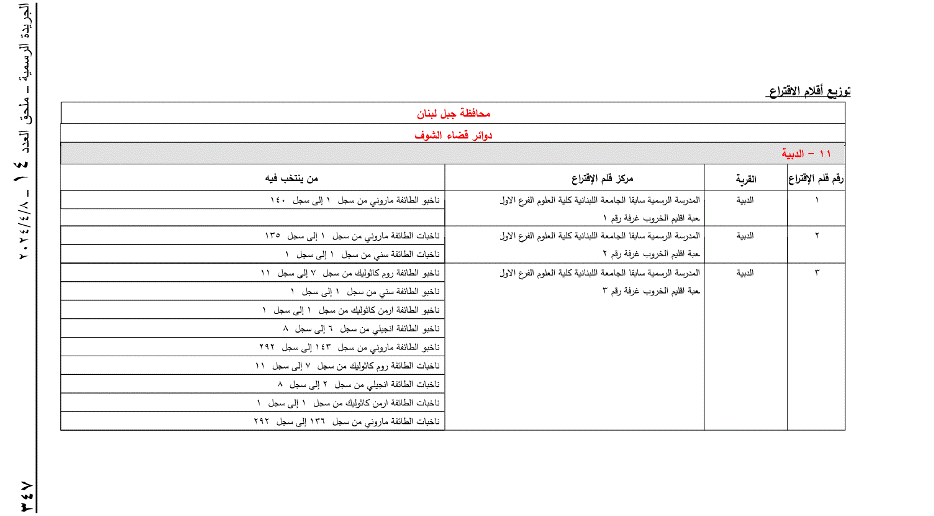 الجريدة الرسمية – ملحق العدد ١٤ – ٢٠٢٤/٤/٨
توزيع أقلام الاقتراع
محافظة جبل لبنان
دوائر قضاء الشوف
١١ - الدبية
رقم قلم الإقتراع القرية مركز قلم الإقتراع من ينتخب فيه
١ الدبية المدرسة الرسمية سابقا الجامعة اللبنانية كلية العلوم الفرع الاول ناخبو الطائفة ماروني من سجل ١ إلى سجل ١٤٠
عبة اقليم الخروب غرفة رقم ١
٢ الدبية المدرسة الرسمية سابقا الجامعة اللبنانية كلية العلوم الفرع الاول ناخبات الطائفة ماروني من سجل ١ إلى سجل ١٣٥
عبة اقليم الخروب غرفة رقم ٢ ناخبات الطائفة سني من سجل ١ إلى سجل ١
٣ الدبية المدرسة الرسمية سابقا الجامعة اللبنانية كلية العلوم الفرع الاول ناخبو الطائفة روم كاثوليك من سجل ٧ إلى سجل ١١
عبة اقليم الخروب غرفة رقم ٣ ناخبو الطائفة سني من سجل ١ إلى سجل ١
ناخبو الطائفة ارمن كاثوليك من سجل ١ إلى سجل ١
ناخبو الطائفة انجيلي من سجل ٦ إلى سجل ٨
ناخبو الطائفة ماروني من سجل ١٤٣ إلى سجل ٢٩٢
ناخبات الطائفة روم كاثوليك من سجل ٧ إلى سجل ١١
ناخبات الطائفة انجيلي من سجل ٢ إلى سجل ٨
ناخبات الطائفة ارمن كاثوليك من سجل ١ إلى سجل ١
ناخبات الطائفة ماروني من سجل ١٣٦ إلى سجل ٢٩٢
٣٤٧